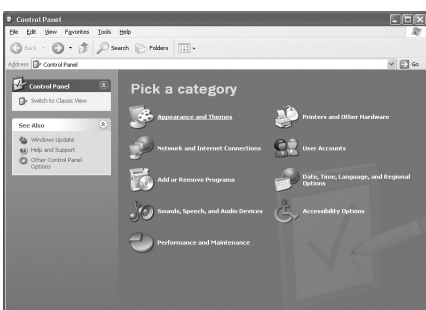 Control Panel
File Edit View Favorites Tools Help
Back Search Folders
Address Control Panel Go
Control Panel
Switch to Classic View
See Also
Windows Update
Help and Support
Other Control Panel
Options
Pick a category
Appearance and Themes
Printers and Other Hardware
Network and Internet Connections
User Accounts
Add or Remove Programs
Date, Time, Language, and Regional
Options
Sounds, Speech, and Audio Devices
Accessibility Options
Performance and Maintenance